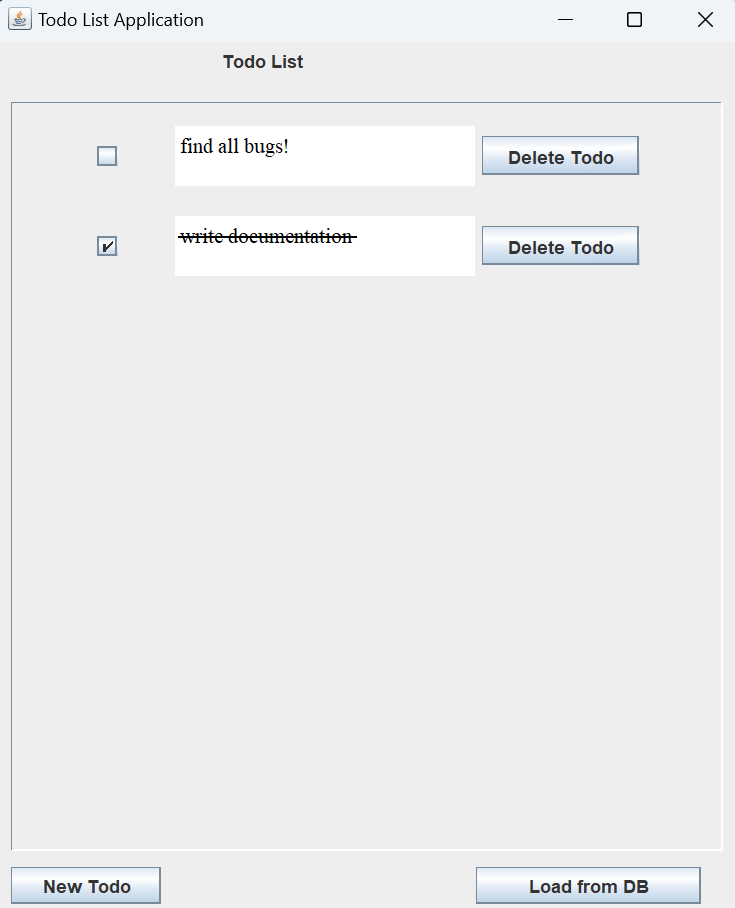 Todo List Application
Todo List
find all bugs!
Delete Todo
write documentation
Delete Todo
New Todo
Load from DB